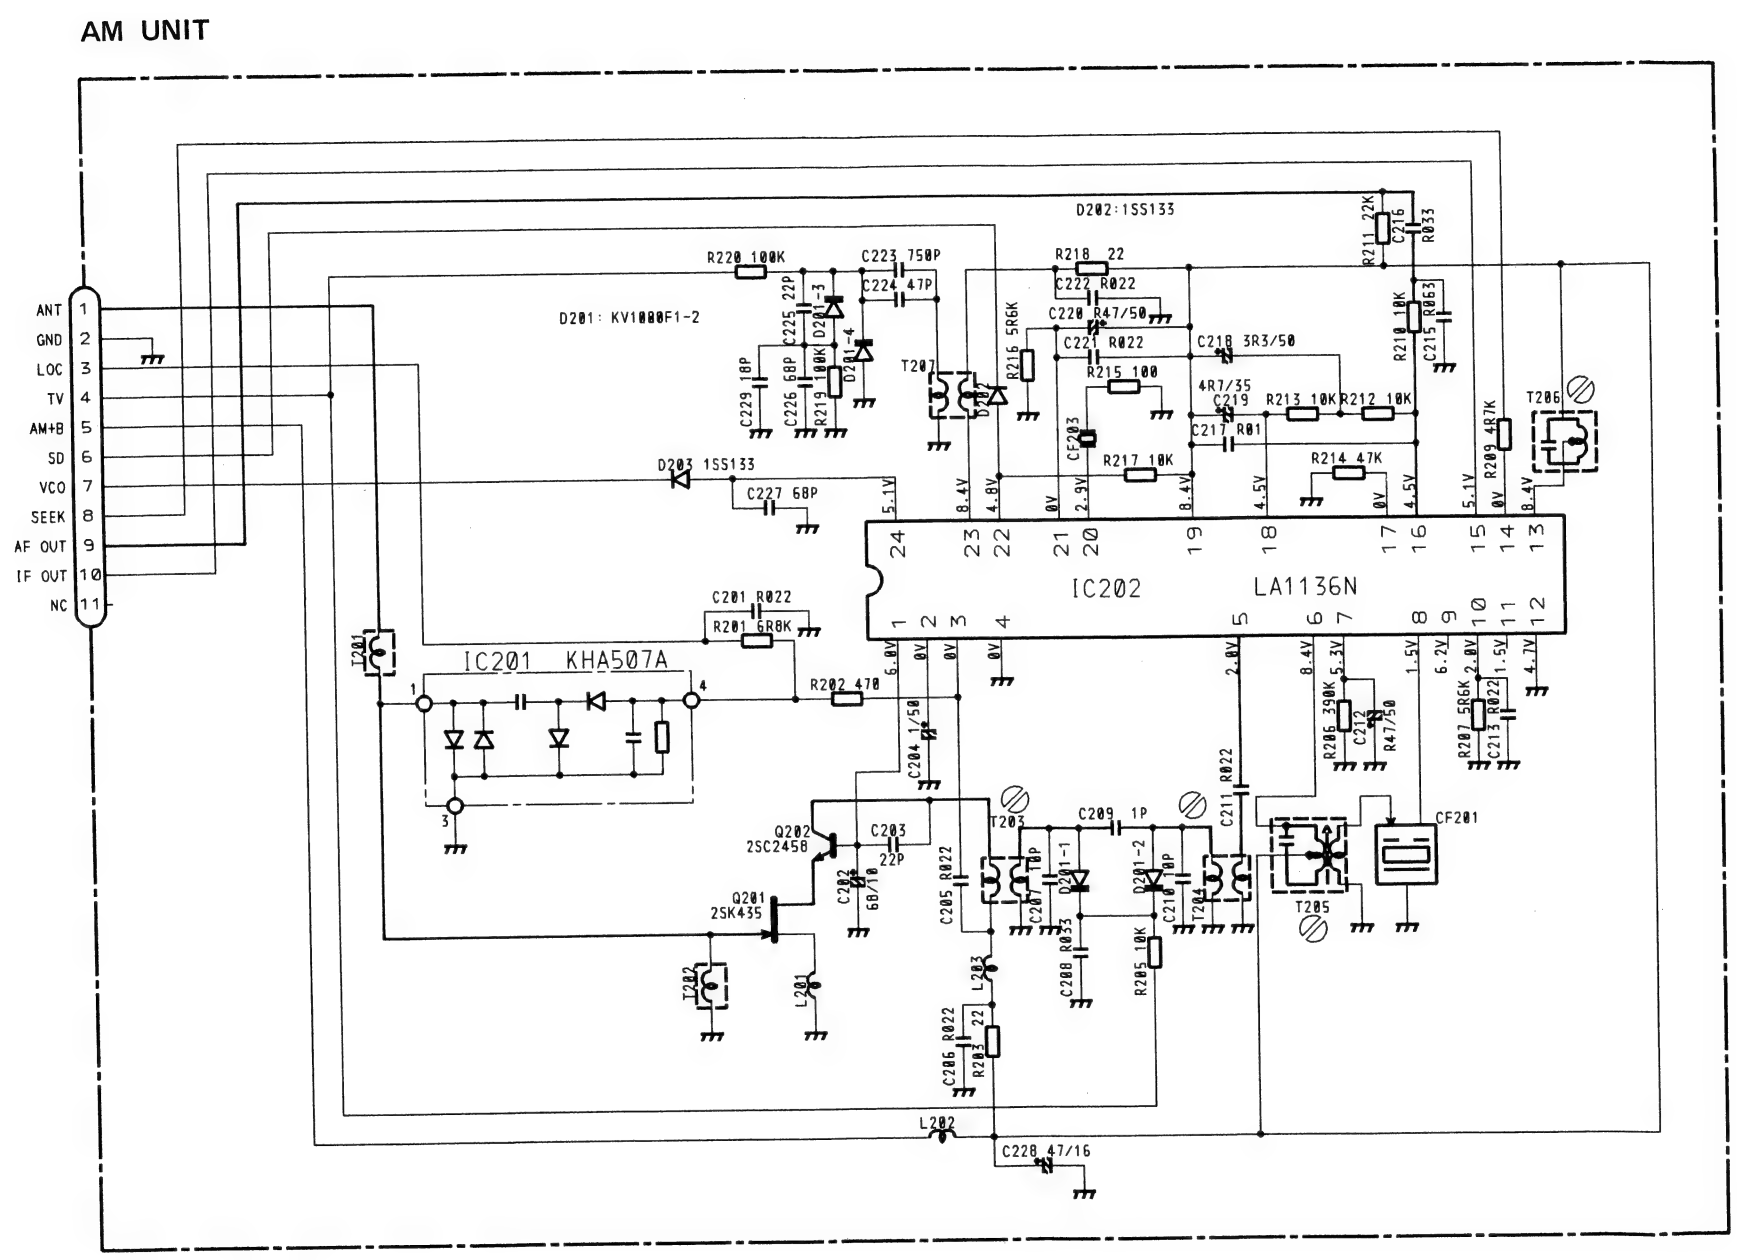 AM UNIT
D202:1SS133
R211 22K
C216 R033
R220 100K
C223 750P
C224 47P
R218 22
C222 R022
C220 R47/50
C221 R022
R215 100
R216 5R6K
D201: KV1080F1-2
C225 22P
D201-3
D201-4
C229 18P
C226 68P
R219 100K
T207
D202
CF203
C218 3R3/50
4R7/35
C219
R213 10K
R212 10K
C217 R01
R217 10K
R214 47K
R210 10K
C215 R063
R209 4R7K
T206
ANT 1
GND 2
LOC 3
TV 4
AM+B 5
SD 6
VCO 7
SEEK 8
AF OUT 9
IF OUT 10
NC 11
D203 1SS133
C227 68P
5.1V 8.4V 4.8V 0V 2.9V 8.4V 4.5V 0V 4.5V 5.1V 0V 8.4V
24 23 22 21 20 19 18 17 16 15 14 13
IC202 LA1136N
1 2 3 4 5 6 7 8 9 10 11 12
6.0V 0V 0V 0V 2.0V 8.4V 5.3V 1.5V 6.2V 2.0V 1.5V 4.7V
C201 R022
R201 6R8K
T201
IC201 KHA507A
1
4
3
R202 470
C204 1/50
R206 390K
C212
R47/50
R207 5R6K
C213 R022
C211 R022
Q202
2SC2458
C203
22P
C202
68/10
Q201
2SK435
T202
L201
C205 R022
T203
C207 10P
D201-1
C209 1P
D201-2
C210 10P
T204
T205
CF201
L203
C208 R033
R205 10K
C206 R022
R203 22
L202
C228 47/16